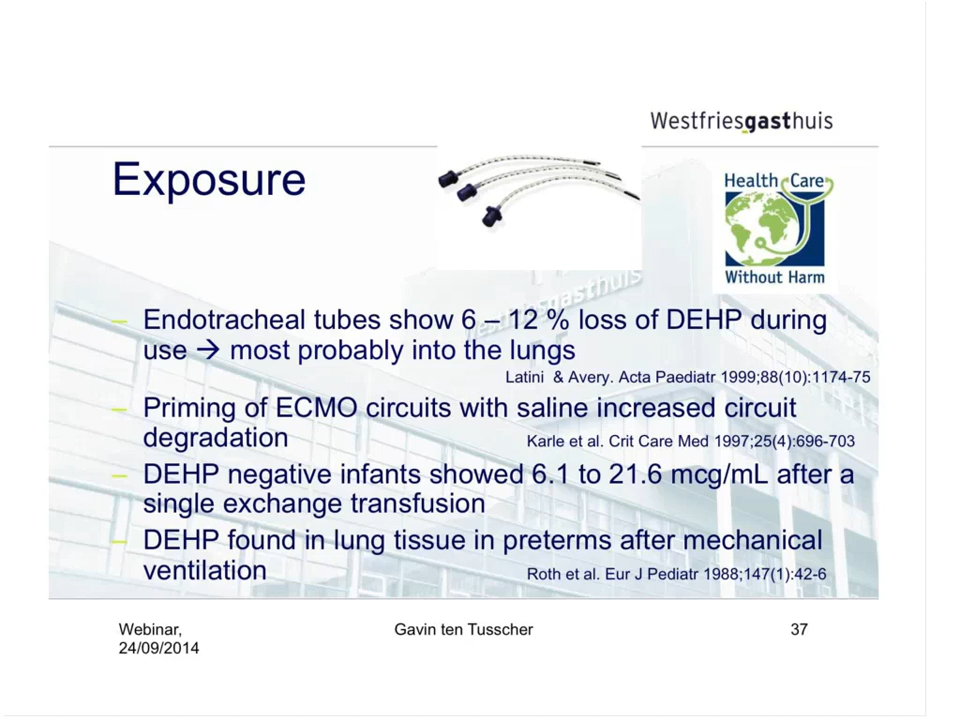 Westfriesgasthuis
Exposure
Health Care
Without Harm
westfriesgasthuis
– Endotracheal tubes show 6 – 12 % loss of DEHP during
use → most probably into the lungs
Latini & Avery. Acta Paediatr 1999;88(10):1174-75
– Priming of ECMO circuits with saline increased circuit
degradation
Karle et al. Crit Care Med 1997;25(4):696-703
– DEHP negative infants showed 6.1 to 21.6 mcg/mL after a
single exchange transfusion
– DEHP found in lung tissue in preterms after mechanical
ventilation
Roth et al. Eur J Pediatr 1988;147(1):42-6
Webinar,
24/09/2014
Gavin ten Tusscher
37